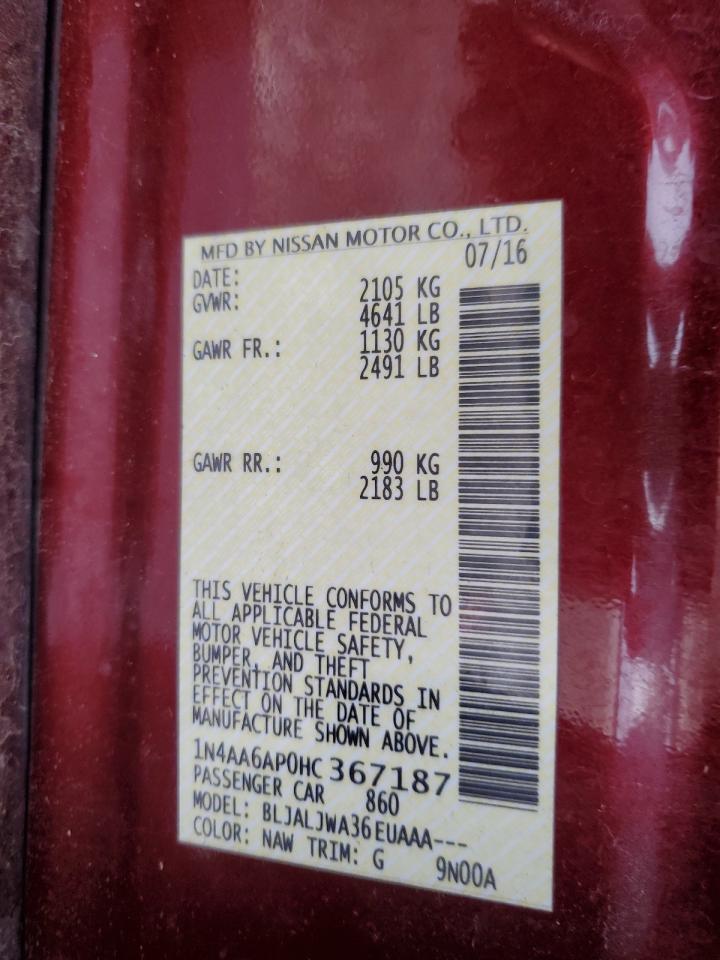 MFD BY NISSAN MOTOR CO., LTD.
DATE: 07/16
GVWR: 2105 KG
4641 LB
GAWR FR.: 1130 KG
2491 LB
GAWR RR.: 990 KG
2183 LB
THIS VEHICLE CONFORMS TO
ALL APPLICABLE FEDERAL
MOTOR VEHICLE SAFETY,
BUMPER, AND THEFT
PREVENTION STANDARDS IN
EFFECT ON THE DATE OF
MANUFACTURE SHOWN ABOVE.
1N4AA6AP0HC 367187
PASSENGER CAR 860
MODEL: BLJALJWA36EUAAA---
COLOR: NAW TRIM: G 9N00A